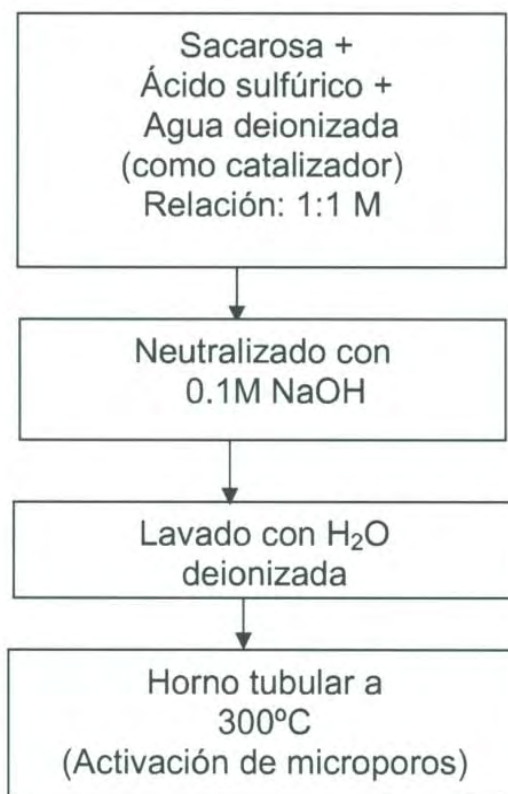 Sacarosa +
Ácido sulfúrico +
Agua deionizada
(como catalizador)
Relación: 1:1 M
Neutralizado con
0.1M NaOH
Lavado con H₂O
deionizada
Horno tubular a
300ºC
(Activación de microporos)